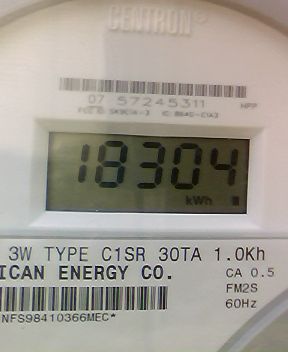 CENTRON®
07 57245311
18304
kWh
3W TYPE C1SR 30TA 1.0Kh
ICAN ENERGY CO.
CA 0.5
FM2S
60Hz
NFS98410366MEC*